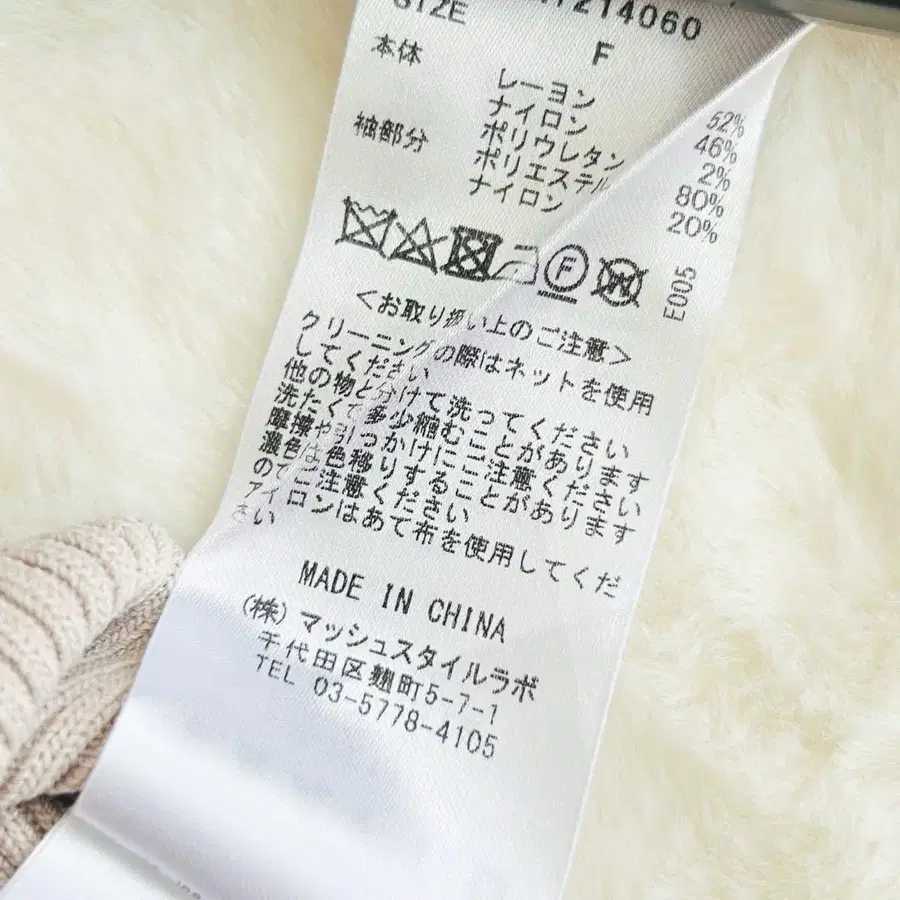 SIZE
214060
F
本体
レーヨン 52%
ナイロン 46%
ポリウレタン 2%
袖部分
ポリエステル 80%
ナイロン 20%
F
W
E005
<お取り扱い上のご注意>
クリーニングの際はネットを使用
してください
他の物と分けて洗ってください
洗たくで多少縮むことがあります
摩擦や引っかけにご注意ください
濃色は色移りすることがあります
のでご注意ください
アイロンはあて布を使用してくだ
さい
MADE IN CHINA
(株)マッシュスタイルラボ
千代田区麹町5-7-1
TEL 03-5778-4105